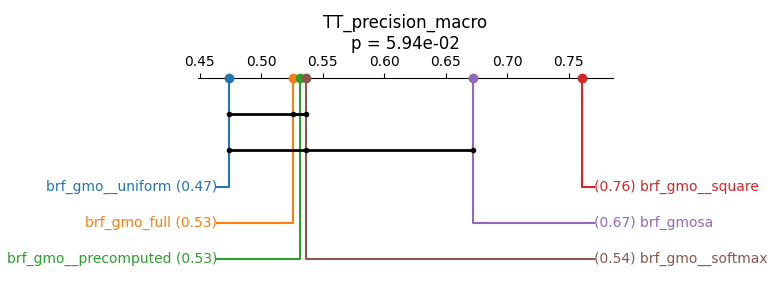 TT_precision_macro
p = 5.94e-02
0.45 0.50 0.55 0.60 0.65 0.70 0.75
brf_gmo__uniform (0.47)
(0.76) brf_gmo__square
brf_gmo_full (0.53)
(0.67) brf_gmosa
brf_gmo__precomputed (0.53)
(0.54) brf_gmo__softmax